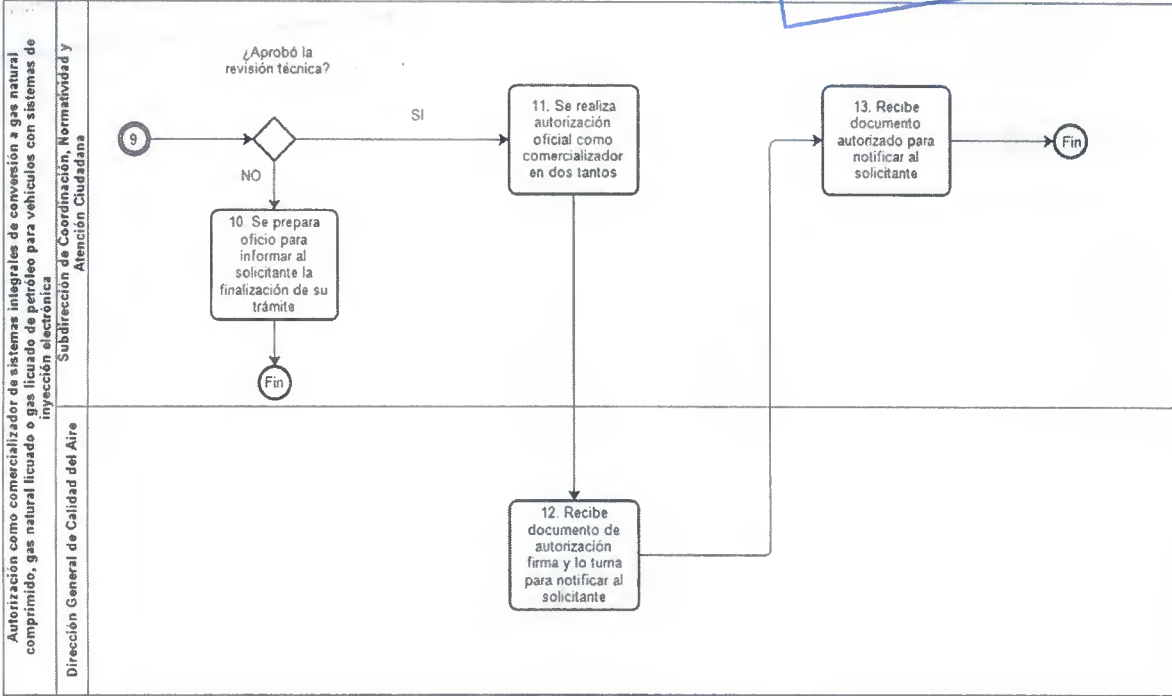 Autorización como comercializador de sistemas integrales de conversión a gas natural
comprimido, gas natural licuado o gas licuado de petróleo para vehículos con sistemas de
inyección electrónica
Subdirección de Coordinación, Normatividad y
Atención Ciudadana
¿Aprobó la
revisión técnica?
9
SI
NO
10. Se prepara
oficio para
informar al
solicitante la
finalización de su
trámite
Fin
11. Se realiza
autorización
oficial como
comercializador
en dos tantos
13. Recibe
documento
autorizado para
notificar al
solicitante
Fin
Dirección General de Calidad del Aire
12. Recibe
documento de
autorización
firma y lo turna
para notificar al
solicitante